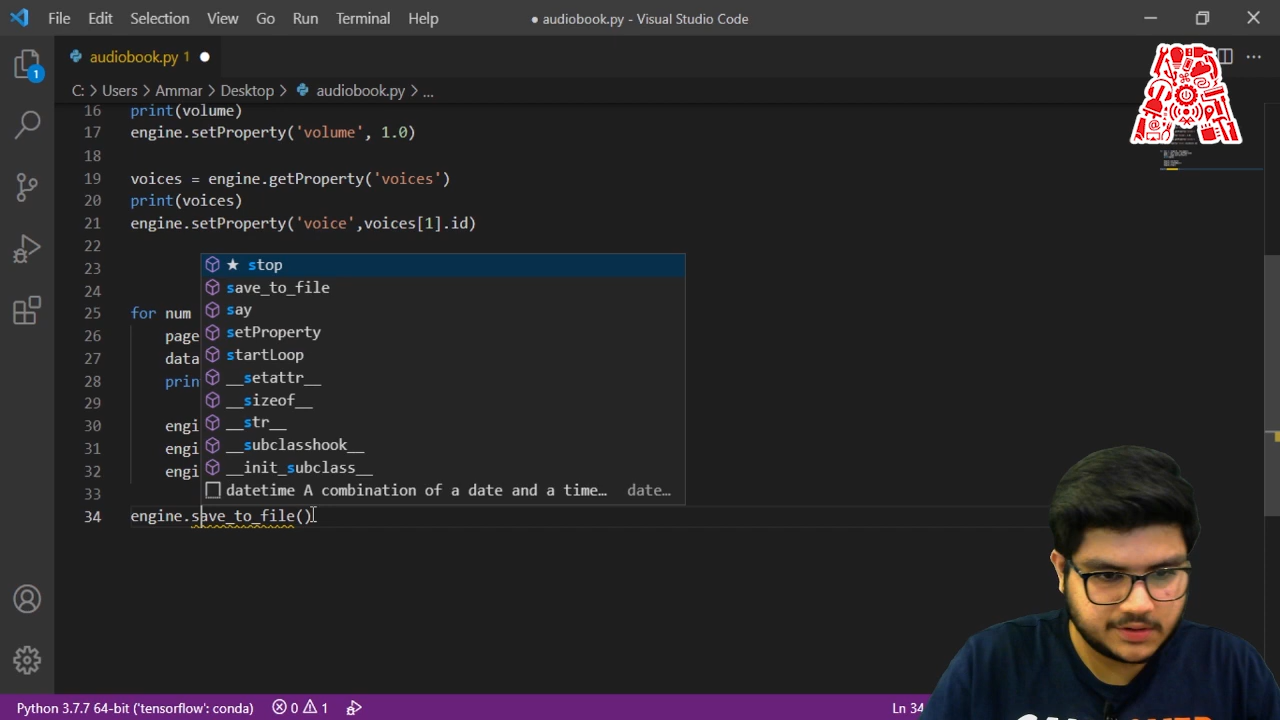 File Edit Selection View Go Run Terminal Help ● audiobook.py - Visual Studio Code
audiobook.py 1 ●
C: > Users > Ammar > Desktop > audiobook.py > ...
1
16 print(volume)
17 engine.setProperty('volume', 1.0)
18
19 voices = engine.getProperty('voices')
20 print(voices)
21 engine.setProperty('voice',voices[1].id)
22
23 ★ stop
24 save_to_file
25 for num say
26 page setProperty
27 data startLoop
28 prin __setattr__
29 __sizeof__
30 engi __str__
31 engi __subclasshook__
32 engi __init_subclass__
33 datetime A combination of a date and a time… date…
34 engine.save_to_file()
Python 3.7.7 64-bit ('tensorflow': conda) 0 1 Ln 34